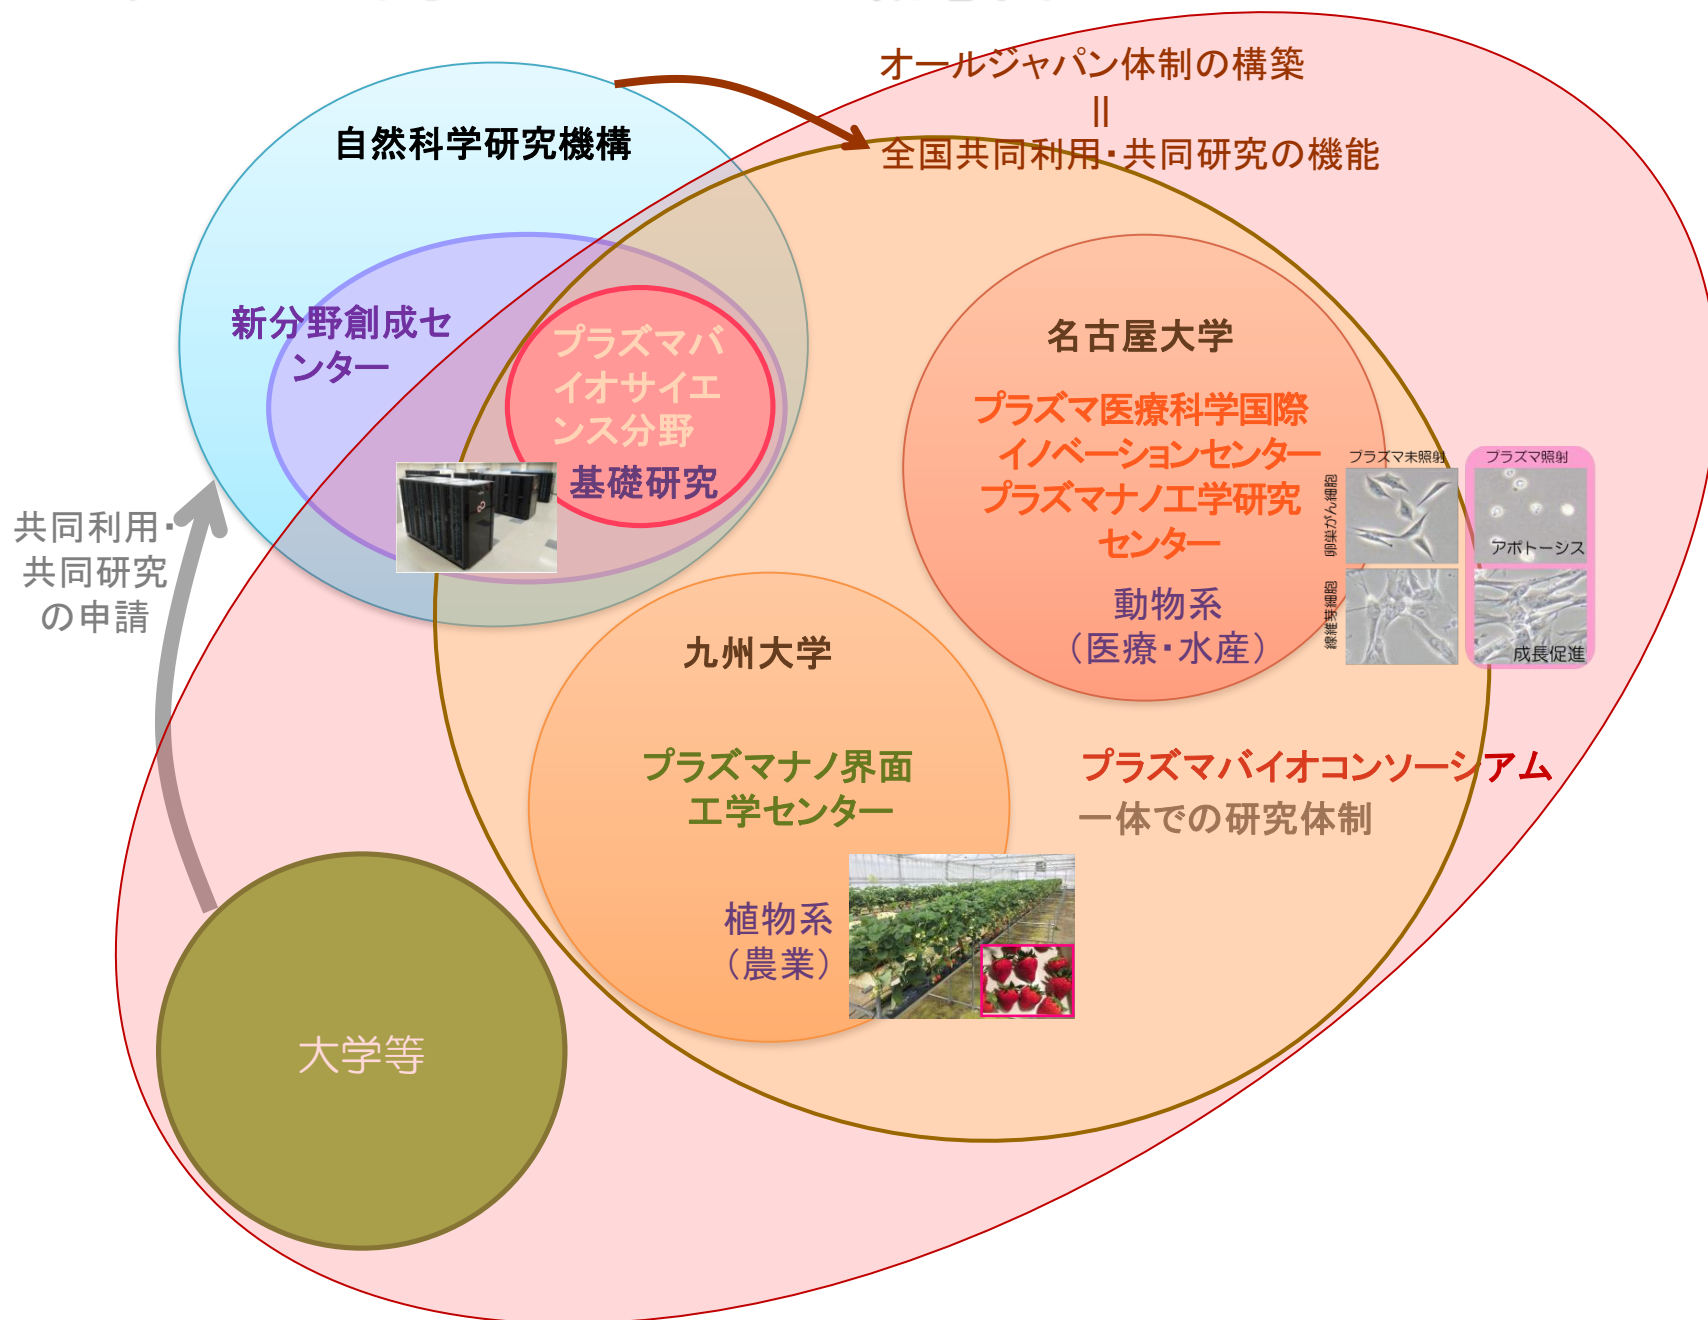 オールジャパン体制の構築
||
全国共同利用・共同研究の機能
自然科学研究機構
新分野創成セ
ンター
プラズマバ
イオサイエ
ンス分野
基礎研究
名古屋大学
プラズマ医療科学国際
イノベーションセンター
プラズマナノ工学研究
センター
動物系
（医療・水産）
プラズマ未照射
プラズマ照射
卵巣がん細胞
アポトーシス
線維芽細胞
成長促進
共同利用・
共同研究
の申請
九州大学
プラズマナノ界面
工学センター
植物系
（農業）
プラズマバイオコンソーシアム
一体での研究体制
大学等